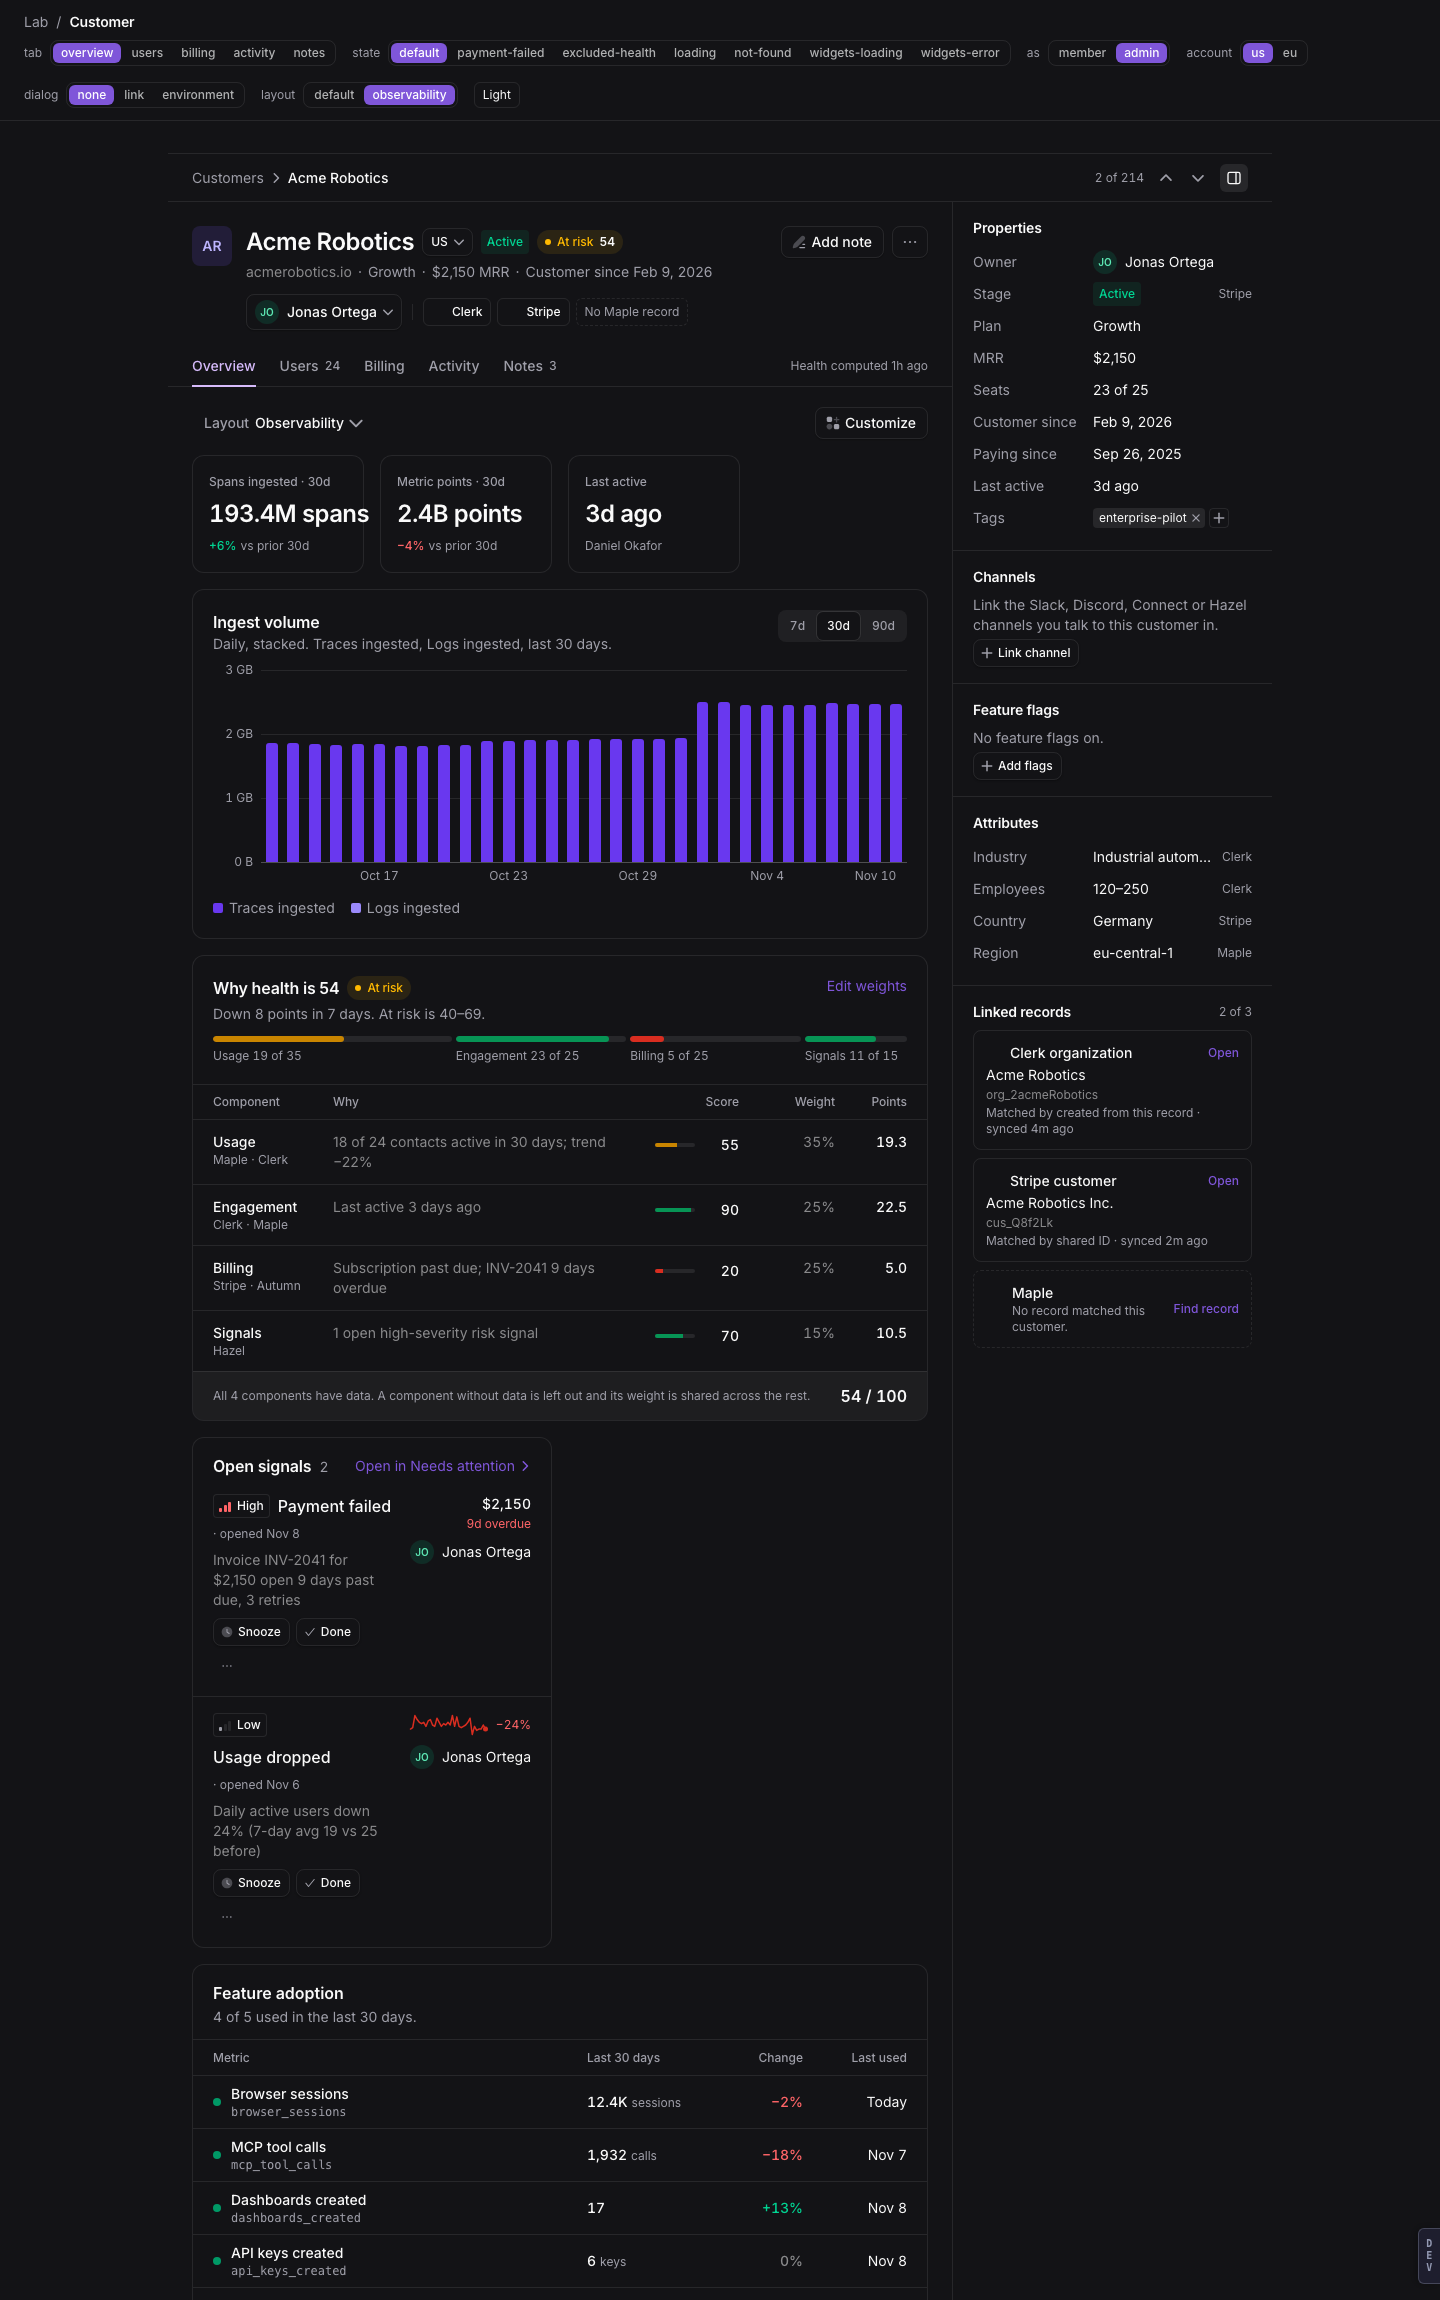 Lab / Customer
tab overview users billing activity notes state default payment-failed excluded-health loading not-found widgets-loading widgets-error as member admin account us eu
dialog none link environment layout default observability Light
Customers > Acme Robotics
2 of 214
AR
Acme Robotics US Active At risk 54
Add note ...
acmerobotics.io · Growth · $2,150 MRR · Customer since Feb 9, 2026
JO Jonas Ortega Clerk Stripe No Maple record
Overview Users 24 Billing Activity Notes 3
Health computed 1h ago
Layout Observability
Customize
Spans ingested · 30d
193.4M spans
+6% vs prior 30d
Metric points · 30d
2.4B points
−4% vs prior 30d
Last active
3d ago
Daniel Okafor
Ingest volume
Daily, stacked. Traces ingested, Logs ingested, last 30 days.
7d 30d 90d
3 GB
2 GB
1 GB
0 B
Oct 17 Oct 23 Oct 29 Nov 4 Nov 10
Traces ingested Logs ingested
Why health is 54 At risk
Edit weights
Down 8 points in 7 days. At risk is 40–69.
Usage 19 of 35 Engagement 23 of 25 Billing 5 of 25 Signals 11 of 15
Component Why Score Weight Points
Usage
Maple · Clerk
18 of 24 contacts active in 30 days; trend
−22%
55 35% 19.3
Engagement
Clerk · Maple
Last active 3 days ago
90 25% 22.5
Billing
Stripe · Autumn
Subscription past due; INV-2041 9 days
overdue
20 25% 5.0
Signals
Hazel
1 open high-severity risk signal
70 15% 10.5
All 4 components have data. A component without data is left out and its weight is shared across the rest.
54 / 100
Open signals 2
Open in Needs attention >
High Payment failed
· opened Nov 8
Invoice INV-2041 for
$2,150 open 9 days past
due, 3 retries
$2,150
9d overdue
JO Jonas Ortega
Snooze Done
...
Low
Usage dropped
· opened Nov 6
Daily active users down
24% (7-day avg 19 vs 25
before)
−24%
JO Jonas Ortega
Snooze Done
...
Feature adoption
4 of 5 used in the last 30 days.
Metric Last 30 days Change Last used
Browser sessions
browser_sessions
12.4K sessions −2% Today
MCP tool calls
mcp_tool_calls
1,932 calls −18% Nov 7
Dashboards created
dashboards_created
17 +13% Nov 8
API keys created
api_keys_created
6 keys 0% Nov 8
Properties
Owner JO Jonas Ortega
Stage Active Stripe
Plan Growth
MRR $2,150
Seats 23 of 25
Customer since Feb 9, 2026
Paying since Sep 26, 2025
Last active 3d ago
Tags enterprise-pilot × +
Channels
Link the Slack, Discord, Connect or Hazel
channels you talk to this customer in.
+ Link channel
Feature flags
No feature flags on.
+ Add flags
Attributes
Industry Industrial autom... Clerk
Employees 120–250 Clerk
Country Germany Stripe
Region eu-central-1 Maple
Linked records 2 of 3
Clerk organization Open
Acme Robotics
org_2acmeRobotics
Matched by created from this record ·
synced 4m ago
Stripe customer Open
Acme Robotics Inc.
cus_Q8f2Lk
Matched by shared ID · synced 2m ago
Maple
No record matched this
customer.
Find record
DEV